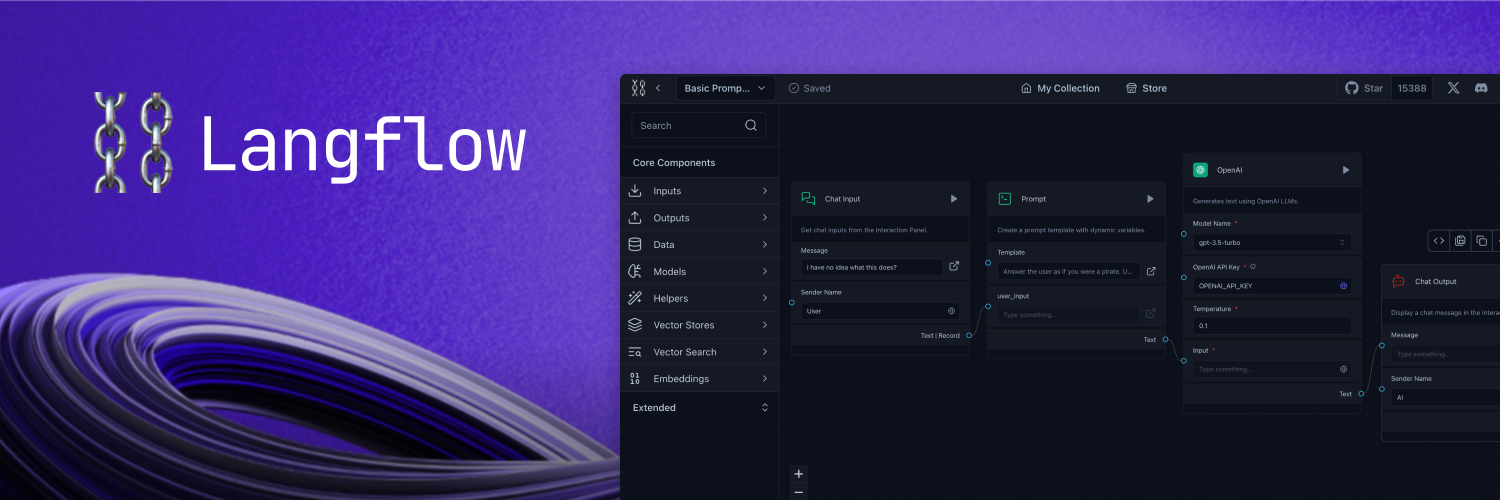 Langflow
Basic Promp...
Saved
My Collection
Store
Star
15388
Search
Core Components
Inputs
Outputs
Data
Models
Helpers
Vector Stores
Vector Search
Embeddings
Extended
Chat Input
Get chat inputs from the Interaction Panel.
Message
i have no idea what this does?
Sender Name
User
Text | Record
Prompt
Create a prompt template with dynamic variables.
Template
Answer the user as if you were a pirate. U...
user_input
Type something...
Text
OpenAI
Generates text using OpenAI LLMs.
Model Name *
gpt-3.5-turbo
OpenAI API Key *
OPENAI_API_KEY
Temperature
0.1
Input *
Type something...
Text
Chat Output
Display a chat message in the Intera
Message
Type something...
Sender Name
AI